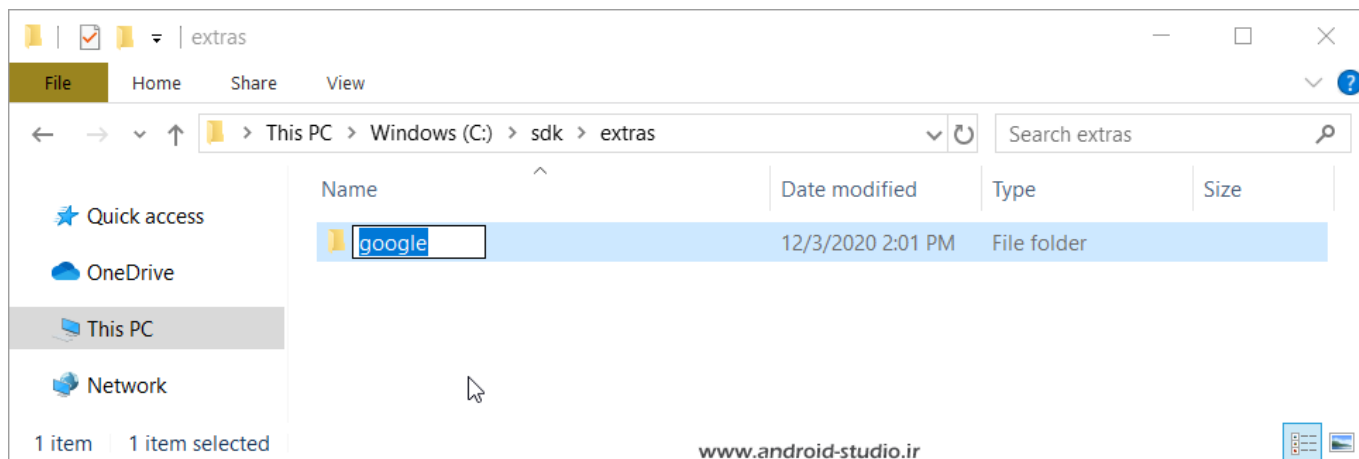 extras
File Home Share View
This PC > Windows (C:) > sdk > extras Search extras
Name Date modified Type Size
Quick access
google 12/3/2020 2:01 PM File folder
OneDrive
This PC
Network
1 item 1 item selected
www.android-studio.ir